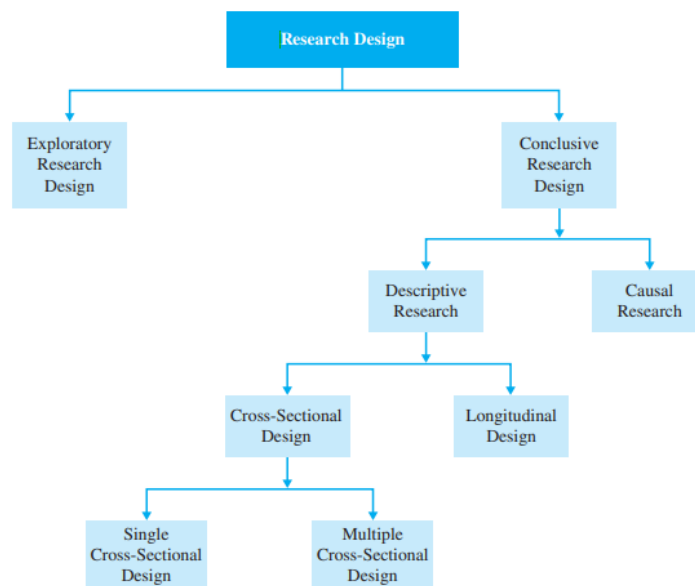 Research Design
Exploratory
Research
Design
Conclusive
Research
Design
Descriptive
Research
Causal
Research
Cross-Sectional
Design
Longitudinal
Design
Single
Cross-Sectional
Design
Multiple
Cross-Sectional
Design